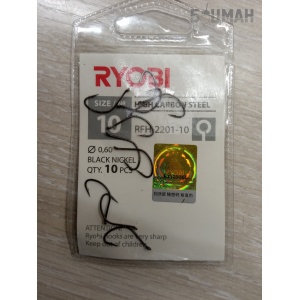 БОЦМАН
RYOBI
SIZE
HIGH CARBON STEEL
10
RFH-2201-10
Ø 0,60
BLACK NICKEL
QTY. 10 PCS
Ryobi hooks are very sharp
Keep out of children